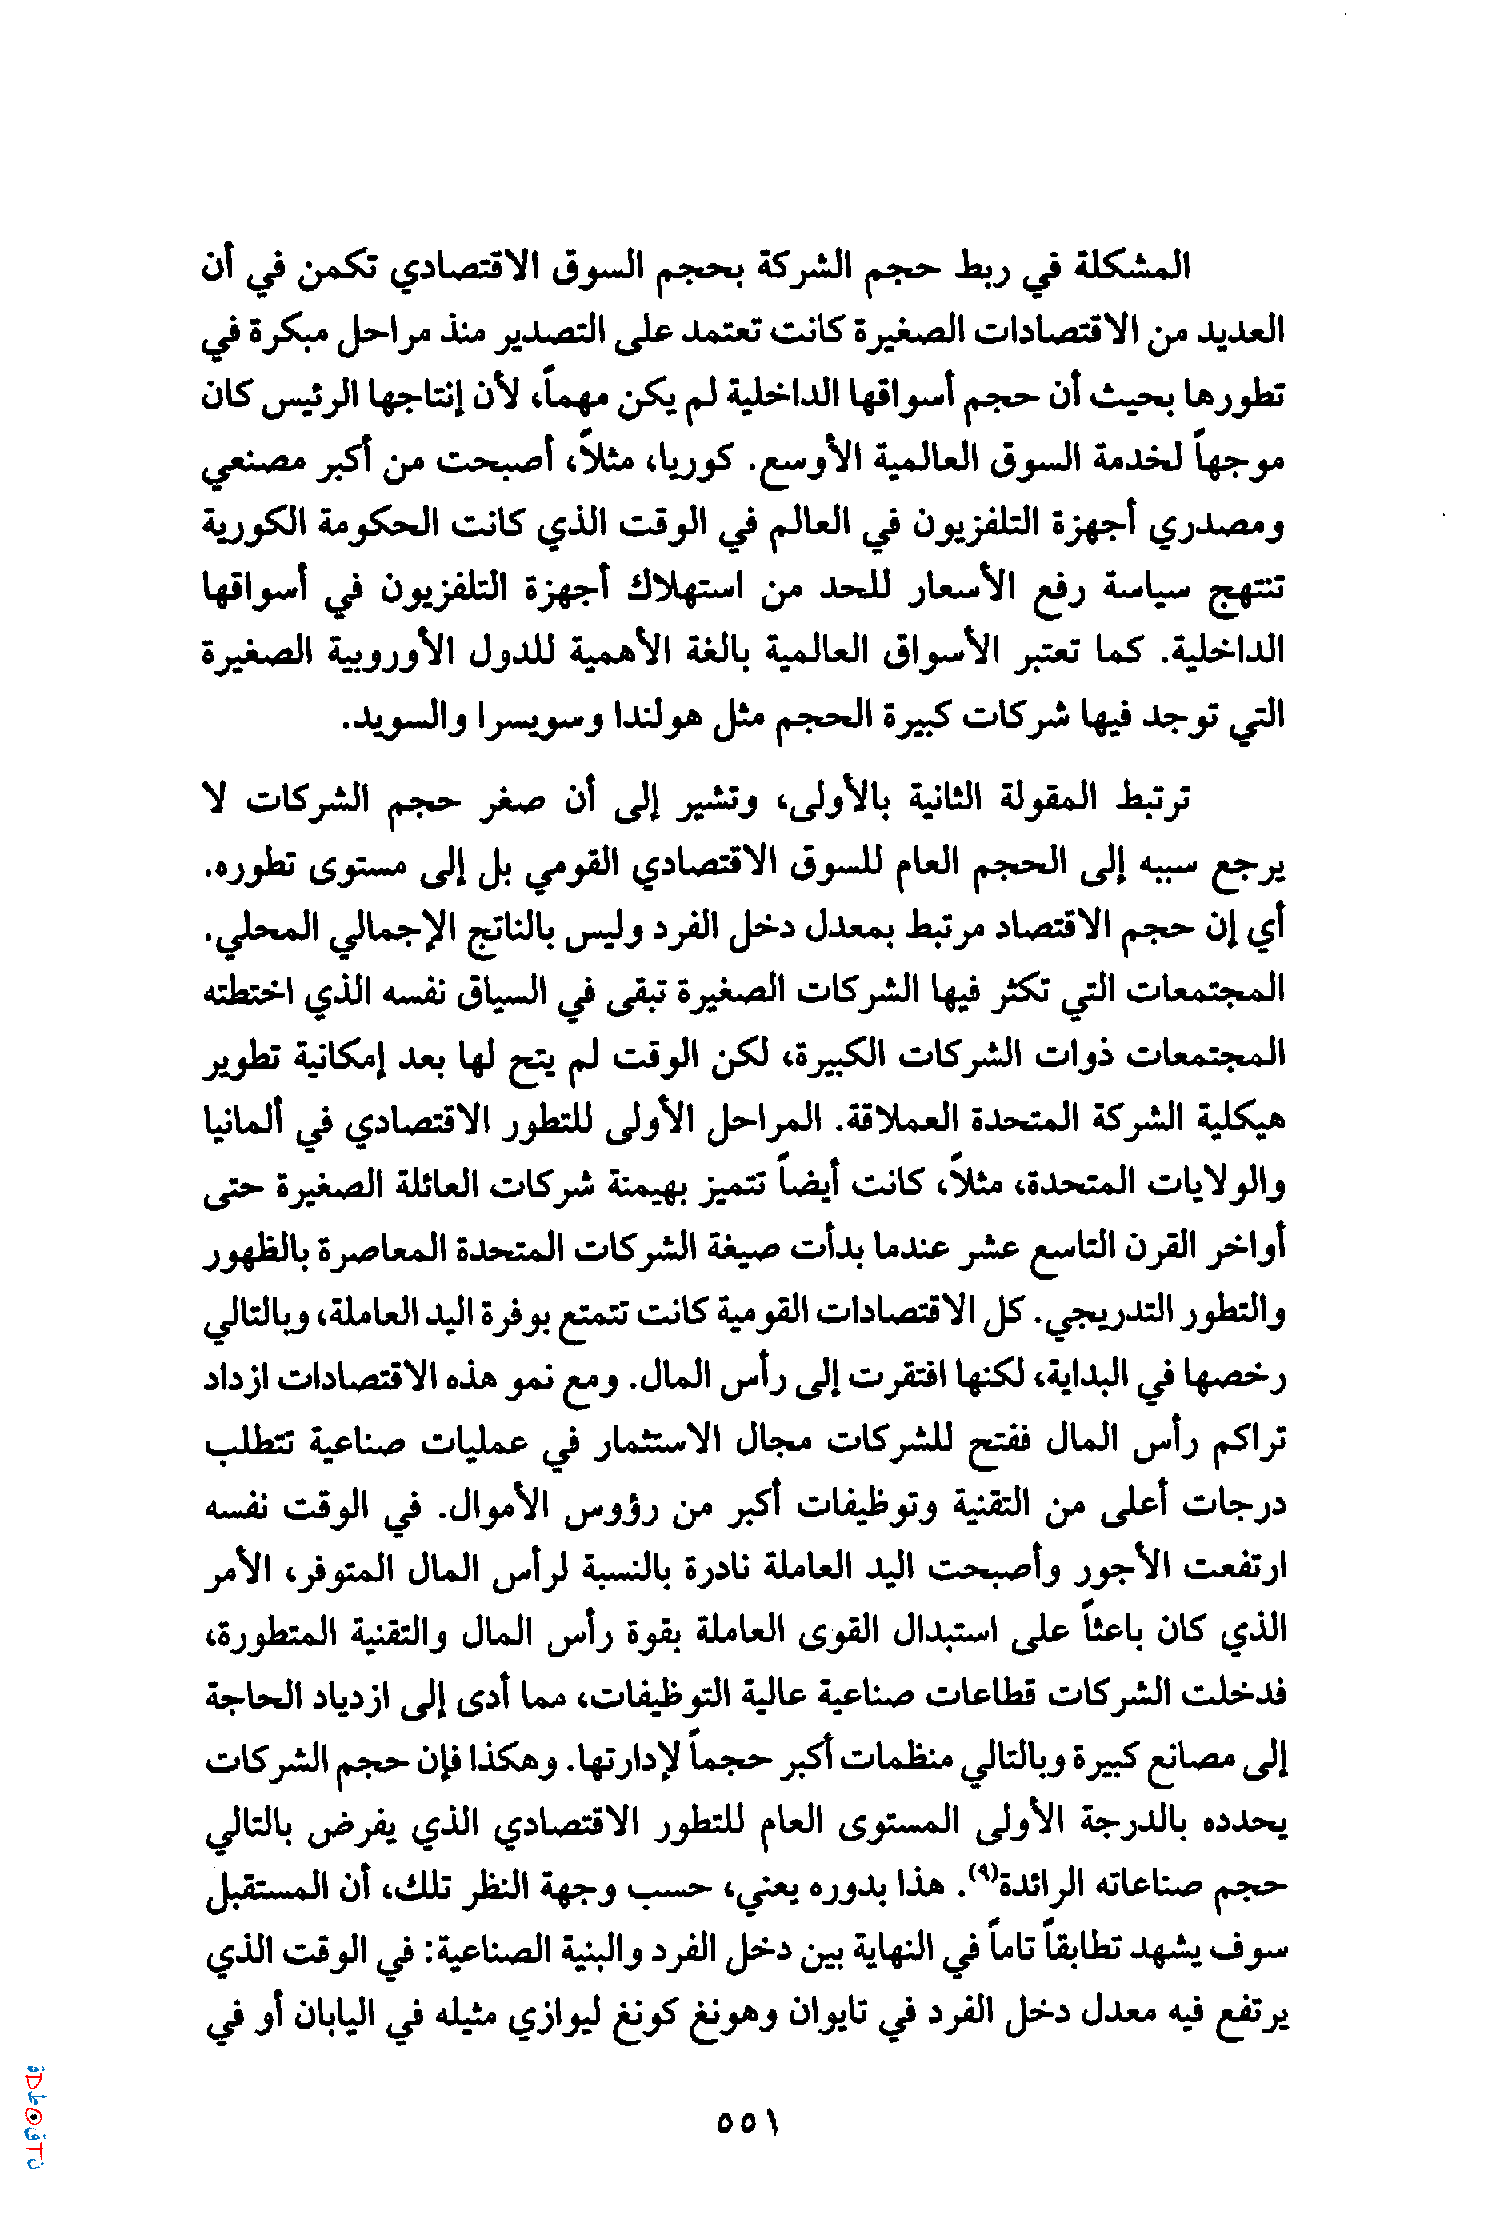 المشكلة في ربط حجم الشركة بحجم السوق الاقتصادي تكمن في أن
العديد من الاقتصادات الصغيرة كانت تعتمد على التصدير منذ مراحل مبكرة في
تطورها بحيث أن حجم أسواقها الداخلية لم يكن مهماً، لأن إنتاجها الرئيس كان
موجهاً لخدمة السوق العالمية الأوسع. كوريا، مثلاً، أصبحت من أكبر مصنعي
ومصدري أجهزة التلفزيون في العالم في الوقت الذي كانت الحكومة الكورية
تنتهج سياسة رفع الأسعار للحد من استهلاك أجهزة التلفزيون في أسواقها
الداخلية. كما تعتبر الأسواق العالمية بالغة الأهمية للدول الأوروبية الصغيرة
التي توجد فيها شركات كبيرة الحجم مثل هولندا وسويسرا والسويد.
ترتبط المقولة الثانية بالأولى، وتشير إلى أن صغر حجم الشركات لا
يرجع سببه إلى الحجم العام للسوق الاقتصادي القومي بل إلى مستوى تطوره.
أي إن حجم الاقتصاد مرتبط بمعدل دخل الفرد وليس بالناتج الإجمالي المحلي.
المجتمعات التي تكثر فيها الشركات الصغيرة تبقى في السياق نفسه الذي اختطته
المجتمعات ذوات الشركات الكبيرة، لكن الوقت لم يتح لها بعد إمكانية تطوير
هيكلية الشركة المتحدة العملاقة. المراحل الأولى للتطور الاقتصادي في ألمانيا
والولايات المتحدة، مثلاً، كانت أيضاً تتميز بهيمنة شركات العائلة الصغيرة حتى
أواخر القرن التاسع عشر عندما بدأت صيغة الشركات المتحدة المعاصرة بالظهور
والتطور التدريجي. كل الاقتصادات القومية كانت تتمتع بوفرة اليد العاملة، وبالتالي
رخصها في البداية، لكنها افتقرت إلى رأس المال. ومع نمو هذه الاقتصادات ازداد
تراكم رأس المال ففتح للشركات مجال الاستثمار في عمليات صناعية تتطلب
درجات أعلى من التقنية وتوظيفات أكبر من رؤوس الأموال. في الوقت نفسه
ارتفعت الأجور وأصبحت اليد العاملة نادرة بالنسبة لرأس المال المتوفر، الأمر
الذي كان باعثاً على استبدال القوى العاملة بقوة رأس المال والتقنية المتطورة،
فدخلت الشركات قطاعات صناعية عالية التوظيفات، مما أدى إلى ازدياد الحاجة
إلى مصانع كبيرة وبالتالي منظمات أكبر حجماً لإدارتها. وهكذا فإن حجم الشركات
يحدده بالدرجة الأولى المستوى العام للتطور الاقتصادي الذي يفرض بالتالي
حجم صناعاته الرائدة(٩). هذا بدوره يعني، حسب وجهة النظر تلك، أن المستقبل
سوف يشهد تطابقاً تاماً في النهاية بين دخل الفرد والبنية الصناعية: في الوقت الذي
يرتفع فيه معدل دخل الفرد في تايوان وهونغ كونغ ليوازي مثيله في اليابان أو في
٥٥١